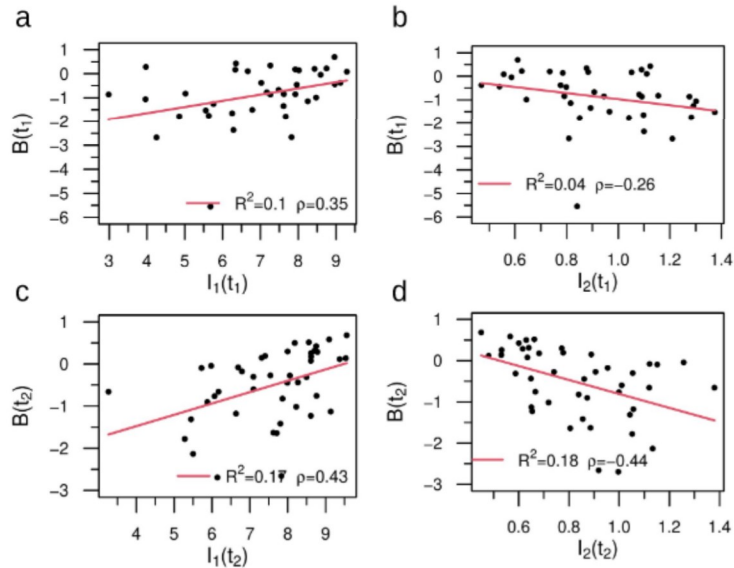 a
b
1
0
−1
−2
−3
−4
−5
−6
B(t1)
R2=0.1 ρ=0.35
3 4 5 6 7 8 9
I1(t1)
1
0
−1
−2
−3
−4
−5
−6
B(t1)
R2=0.04 ρ=−0.26
0.6 0.8 1.0 1.2 1.4
I2(t1)
c
d
1
0
−1
−2
−3
B(t2)
R2=0.17 ρ=0.43
4 5 6 7 8 9
I1(t2)
1
0
−1
−2
−3
B(t2)
R2=0.18 ρ=−0.44
0.6 0.8 1.0 1.2 1.4
I2(t2)